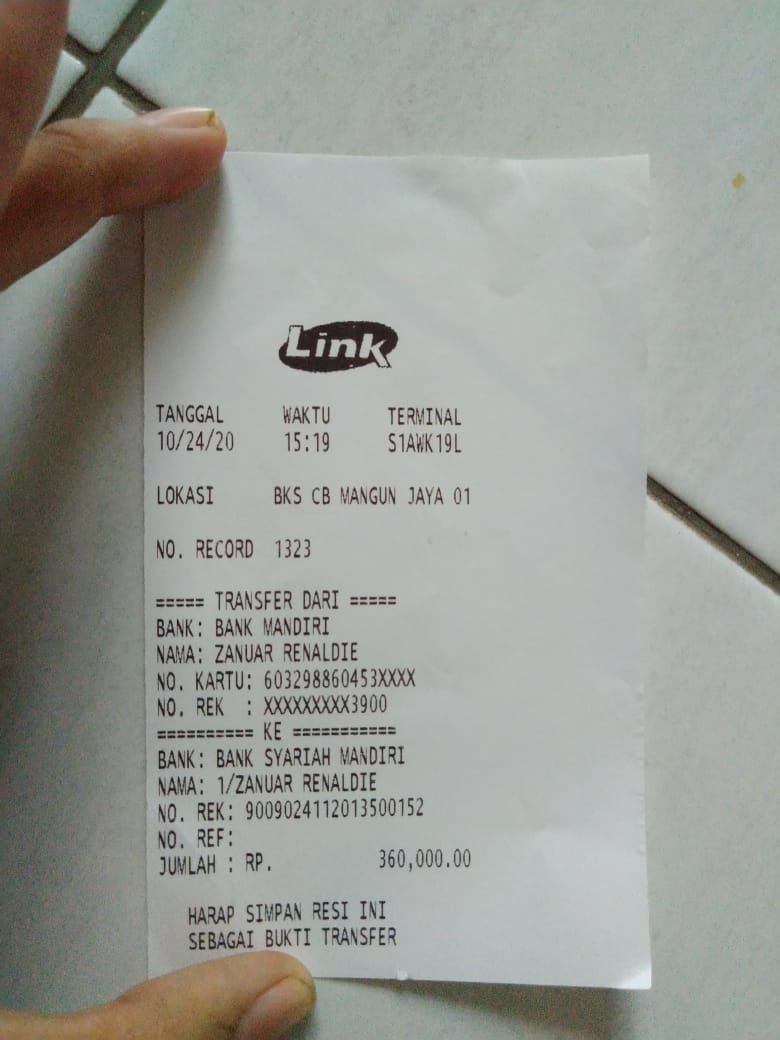 Link
TANGGAL WAKTU TERMINAL
10/24/20 15:19 S1AWK19L
LOKASI BKS CB MANGUN JAYA 01
NO. RECORD 1323
===== TRANSFER DARI =====
BANK: BANK MANDIRI
NAMA: ZANUAR RENALDIE
NO. KARTU: 603298860453XXXX
NO. REK : XXXXXXXXX3900
========== KE ===========
BANK: BANK SYARIAH MANDIRI
NAMA: 1/ZANUAR RENALDIE
NO. REK: 9009024112013500152
NO. REF:
JUMLAH : RP. 360,000.00
HARAP SIMPAN RESI INI
SEBAGAI BUKTI TRANSFER